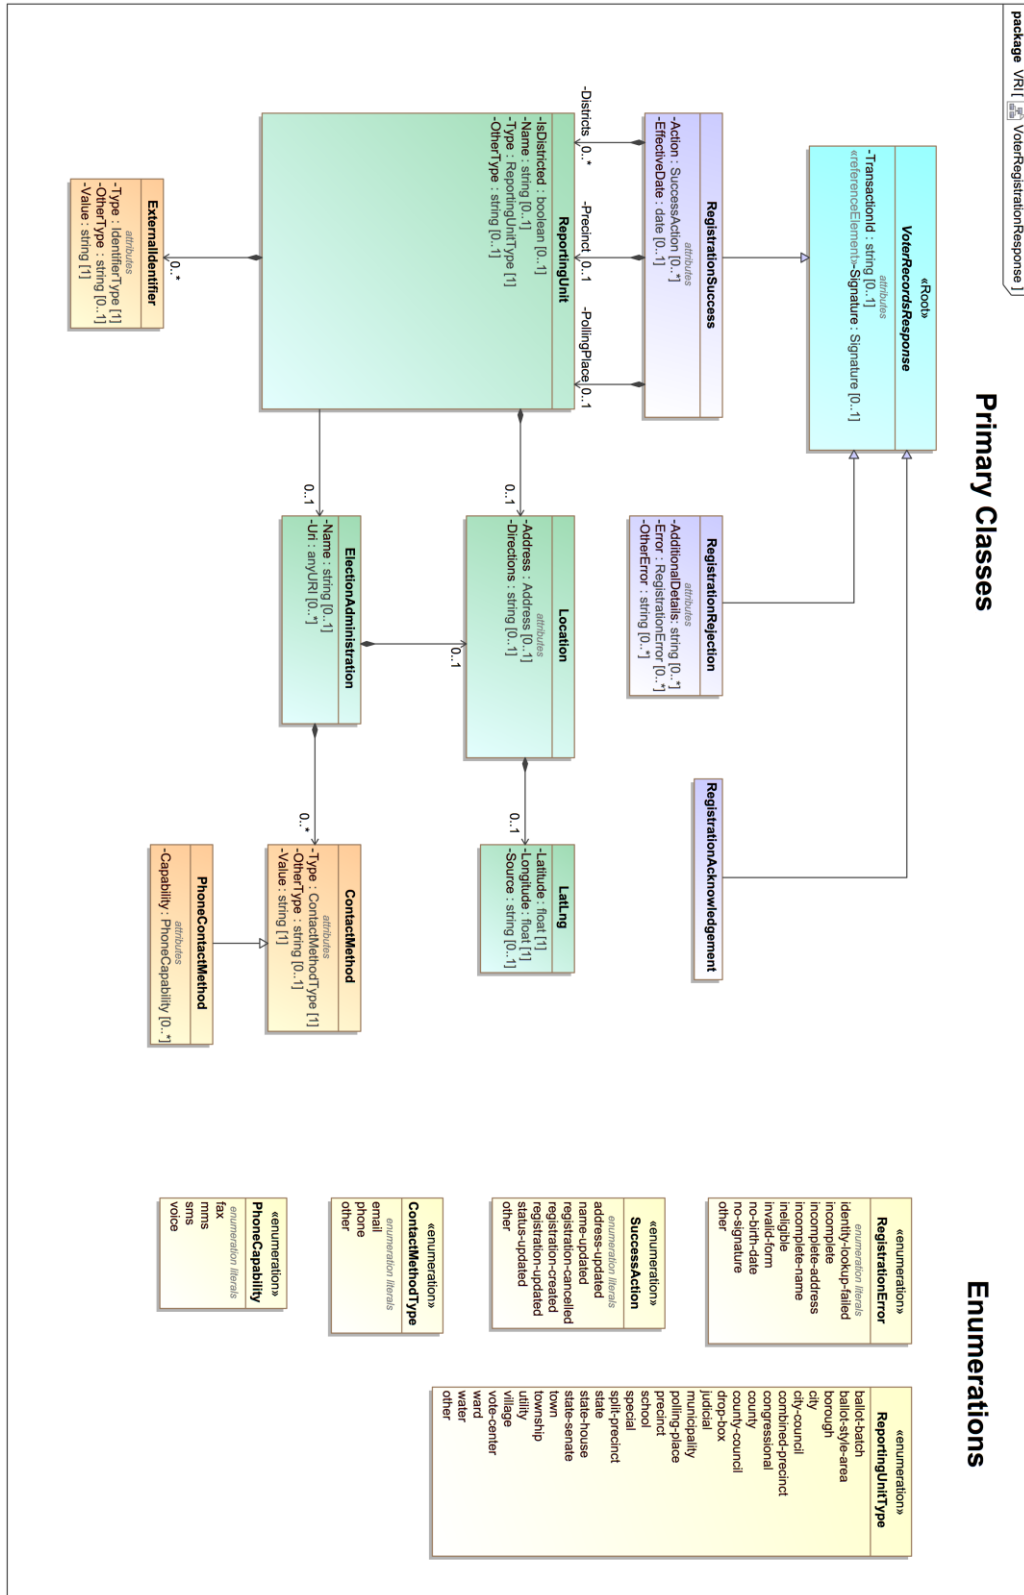 package VRI [ VoterRegistrationResponse ]
Primary Classes
Enumerations
«Root»
VoterRecordsResponse
attributes
-TransactionId : string [0..1]
«referenceElement»-Signature : Signature [0..1]
RegistrationSuccess
attributes
-Action : SuccessAction [0..*]
-EffectiveDate : date [0..1]
RegistrationRejection
attributes
-AdditionalDetails: string [0..*]
-Error : RegistrationError [0..*]
-OtherError : string [0..*]
RegistrationAcknowledgement
-Districts 0..*
-Precinct 0..1
-PollingPlace 0..1
ReportingUnit
-IsDistricted : boolean [0..1]
-Name : string [0..1]
-Type : ReportingUnitType [1]
-OtherType : string [0..1]
0..1
Location
attributes
-Address : Address [0..1]
-Directions : string [0..1]
0..1
LatLng
-Latitude : float [1]
-Longitude : float [1]
-Source : string [0..1]
0..1
0..1
ElectionAdministration
-Name : string [0..1]
-Uri : anyURI [0..*]
0..*
ContactMethod
attributes
-Type : ContactMethodType [1]
-OtherType : string [0..1]
-Value : string [1]
PhoneContactMethod
attributes
-Capability : PhoneCapability [0..*]
0..*
ExternalIdentifier
attributes
-Type : IdentifierType [1]
-OtherType : string [0..1]
-Value : string [1]
«enumeration»
RegistrationError
enumeration literals
identity-lookup-failed
incomplete
incomplete-address
incomplete-name
ineligible
invalid-form
no-birth-date
no-signature
other
«enumeration»
SuccessAction
enumeration literals
address-updated
name-updated
registration-cancelled
registration-created
registration-updated
status-updated
other
«enumeration»
ContactMethodType
enumeration literals
email
phone
other
«enumeration»
PhoneCapability
enumeration literals
fax
mms
sms
voice
«enumeration»
ReportingUnitType
ballot-batch
ballot-style-area
borough
city
city-council
combined-precinct
congressional
county
county-council
drop-box
judicial
municipality
polling-place
precinct
school
special
split-precinct
state
state-house
state-senate
town
township
utility
village
vote-center
ward
water
other